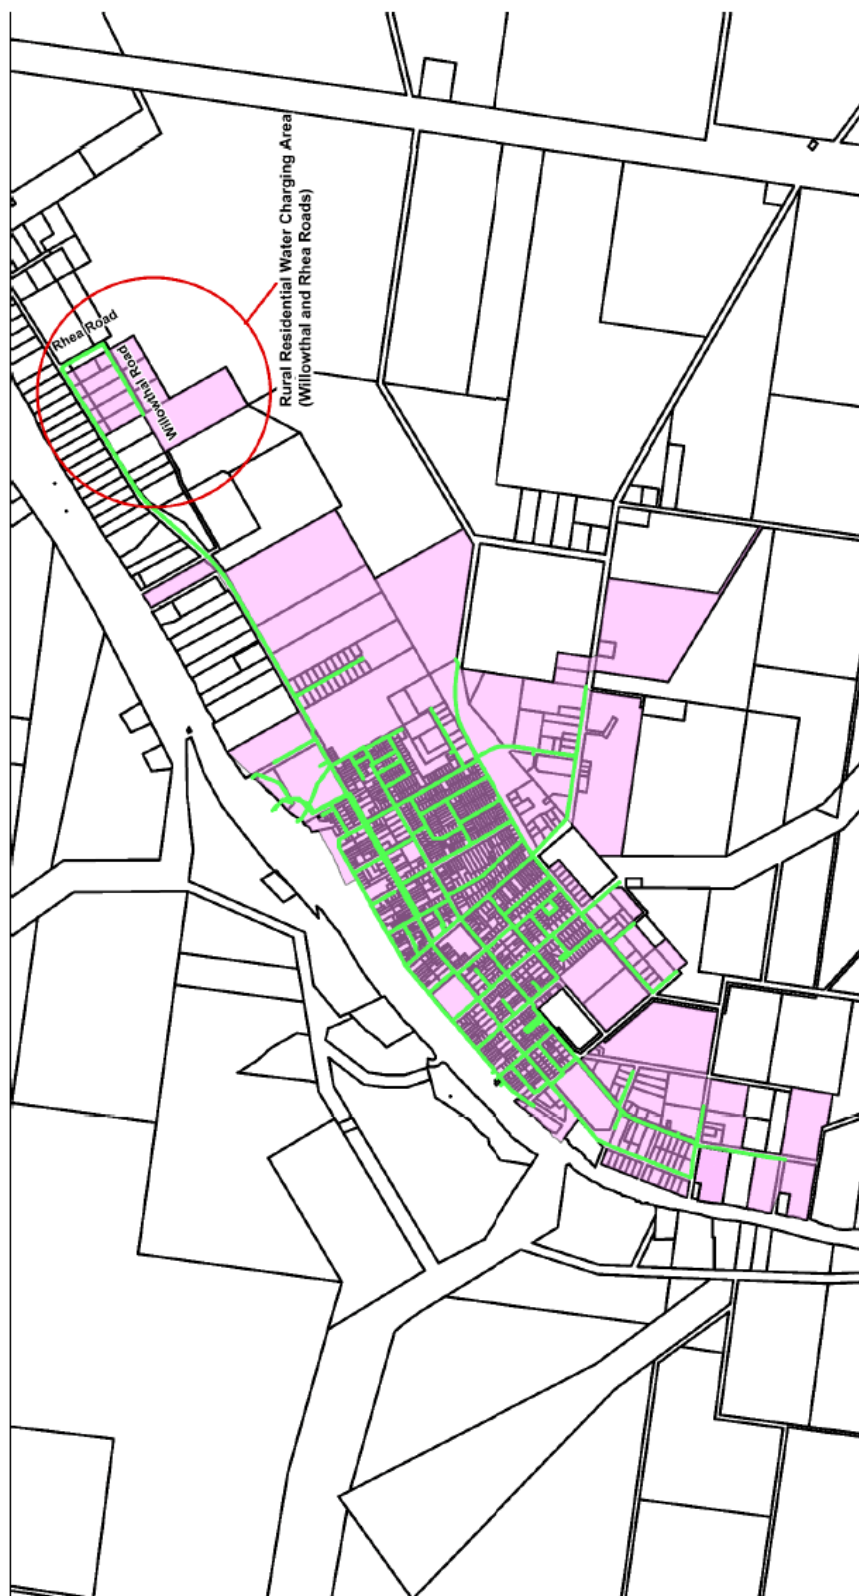 Rural Residential Water Charging Area
(Willowthal and Rhea Roads)
Rhea Road
Willowthal Road